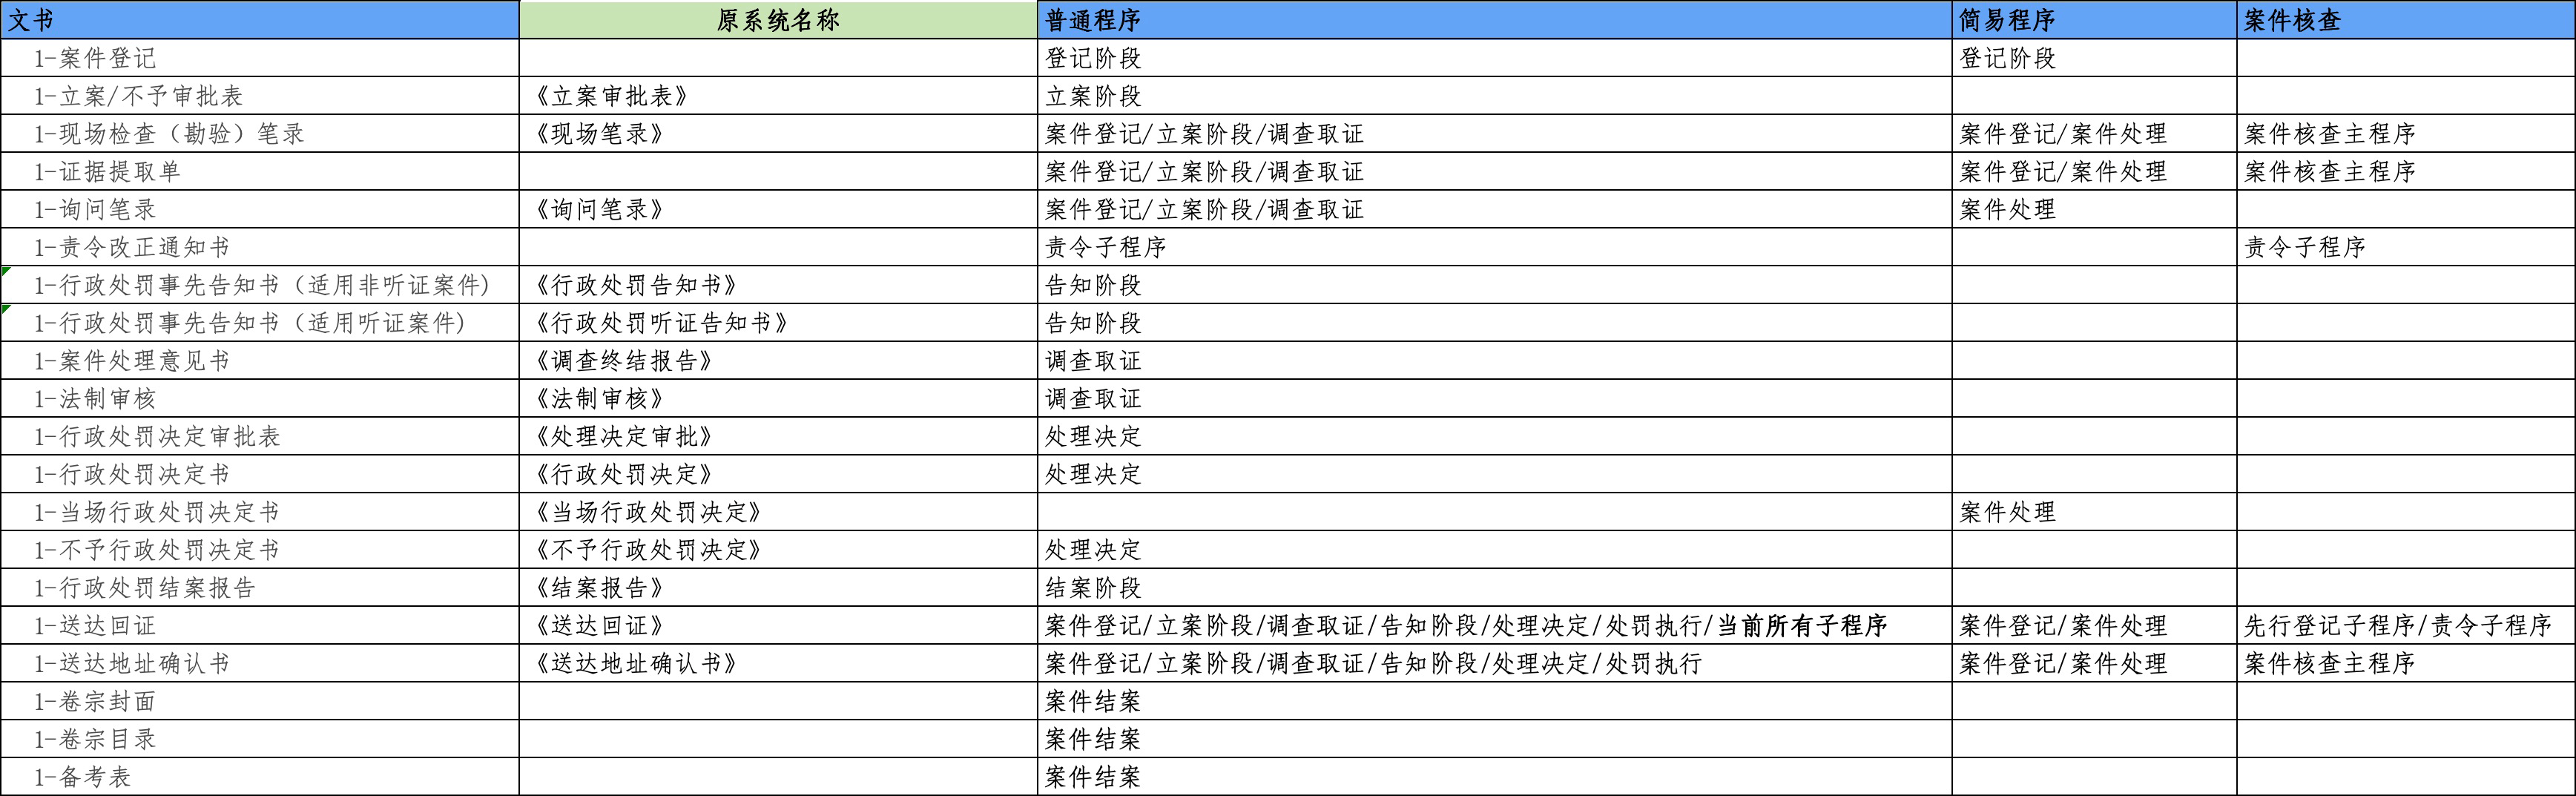 文书 原系统名称 普通程序 简易程序 案件核查
1-案件登记 登记阶段 登记阶段
1-立案/不予审批表 《立案审批表》 立案阶段
1-现场检查（勘验）笔录 《现场笔录》 案件登记/立案阶段/调查取证 案件登记/案件处理 案件核查主程序
1-证据提取单 案件登记/立案阶段/调查取证 案件登记/案件处理 案件核查主程序
1-询问笔录 《询问笔录》 案件登记/立案阶段/调查取证 案件处理
1-责令改正通知书 责令子程序 责令子程序
1-行政处罚事先告知书（适用非听证案件) 《行政处罚告知书》 告知阶段
1-行政处罚事先告知书（适用听证案件) 《行政处罚听证告知书》 告知阶段
1-案件处理意见书 《调查终结报告》 调查取证
1-法制审核 《法制审核》 调查取证
1-行政处罚决定审批表 《处理决定审批》 处理决定
1-行政处罚决定书 《行政处罚决定》 处理决定
1-当场行政处罚决定书 《当场行政处罚决定》 案件处理
1-不予行政处罚决定书 《不予行政处罚决定》 处理决定
1-行政处罚结案报告 《结案报告》 结案阶段
1-送达回证 《送达回证》 案件登记/立案阶段/调查取证/告知阶段/处理决定/处罚执行/当前所有子程序 案件登记/案件处理 先行登记子程序/责令子程序
1-送达地址确认书 《送达地址确认书》 案件登记/立案阶段/调查取证/告知阶段/处理决定/处罚执行 案件登记/案件处理 案件核查主程序
1-卷宗封面 案件结案
1-卷宗目录 案件结案
1-备考表 案件结案